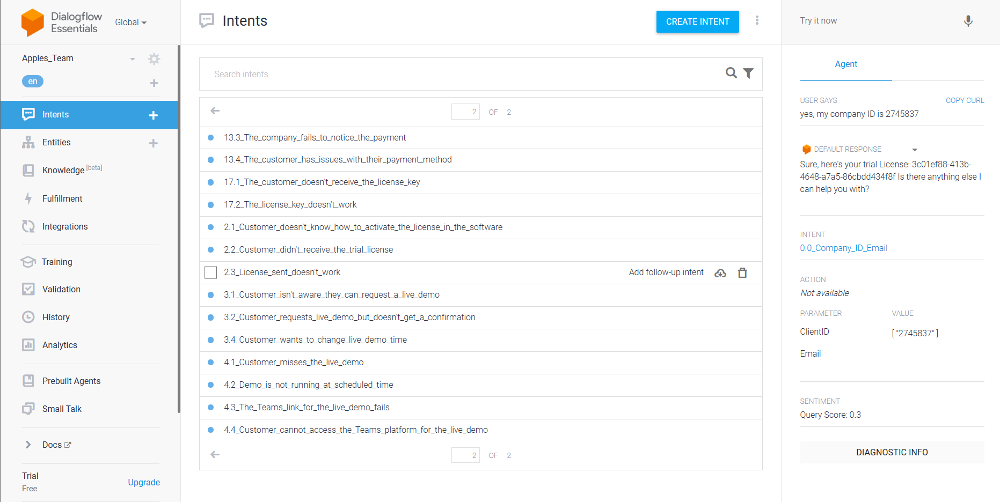 Dialogflow
Essentials
Global
Intents
CREATE INTENT
Try it now
Apples_Team
en
Intents
Entities
Knowledge [beta]
Fulfillment
Integrations
Training
Validation
History
Analytics
Prebuilt Agents
Small Talk
Docs
Trial
Free
Upgrade
Search intents
2 OF 2
13.3_The_company_fails_to_notice_the_payment
13.4_The_customer_has_issues_with_their_payment_method
17.1_The_customer_doesn't_receive_the_license_key
17.2_The_license_key_doesn't_work
2.1_Customer_doesn't_know_how_to_activate_the_license_in_the_software
2.2_Customer_didn't_receive_the_trial_license
2.3_License_sent_doesn't_work Add follow-up intent
3.1_Customer_isn't_aware_they_can_request_a_live_demo
3.2_Customer_requests_live_demo_but_doesn't_get_a_confirmation
3.4_Customer_wants_to_change_live_demo_time
4.1_Customer_misses_the_live_demo
4.2_Demo_is_not_running_at_scheduled_time
4.3_The_Teams_link_for_the_live_demo_fails
4.4_Customer_cannot_access_the_Teams_platform_for_the_live_demo
2 OF 2
Agent
USER SAYS COPY CURL
yes, my company ID is 2745837
DEFAULT RESPONSE
Sure, here's your trial License: 3c01ef88-413b-
4648-a7a5-86cbdd434f8f Is there anything else I
can help you with?
INTENT
0.0_Company_ID_Email
ACTION
Not available
PARAMETER VALUE
ClientID [ "2745837" ]
Email
SENTIMENT
Query Score: 0.3
DIAGNOSTIC INFO